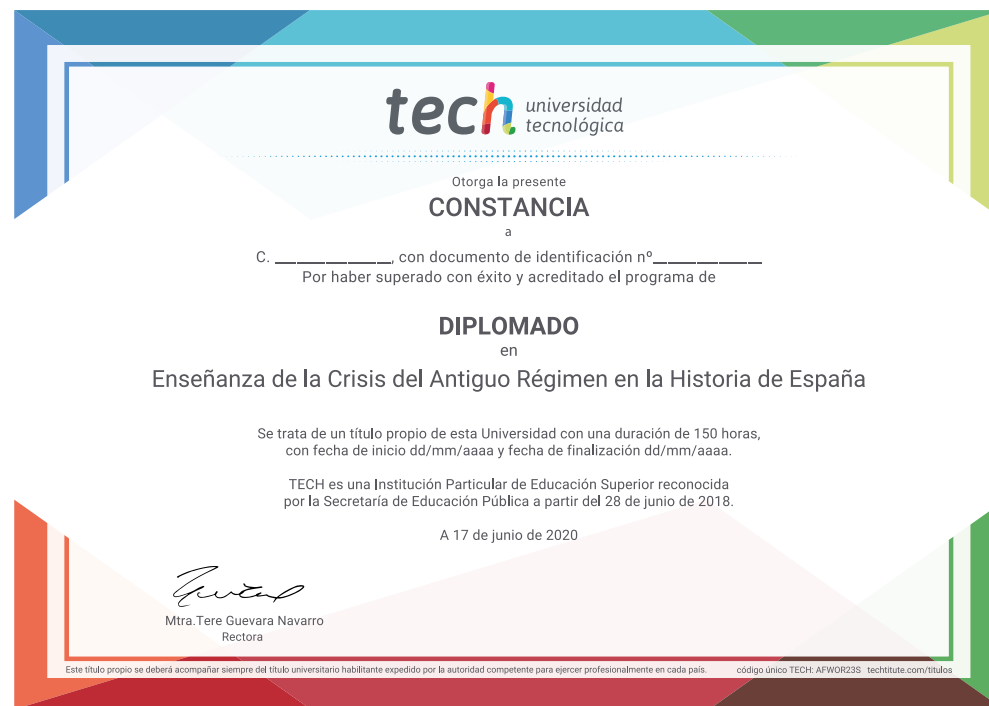 tech universidad
tecnológica
Otorga la presente
CONSTANCIA
a
C. ______________, con documento de identificación nº_____________
Por haber superado con éxito y acreditado el programa de
DIPLOMADO
en
Enseñanza de la Crisis del Antiguo Régimen en la Historia de España
Se trata de un título propio de esta Universidad con una duración de 150 horas,
con fecha de inicio dd/mm/aaaa y fecha de finalización dd/mm/aaaa.
TECH es una Institución Particular de Educación Superior reconocida
por la Secretaría de Educación Pública a partir del 28 de junio de 2018.
A 17 de junio de 2020
Mtra.Tere Guevara Navarro
Rectora
Este título propio se deberá acompañar siempre del título universitario habilitante expedido por la autoridad competente para ejercer profesionalmente en cada país. código único TECH: AFWOR23S techtitute.com/titulos